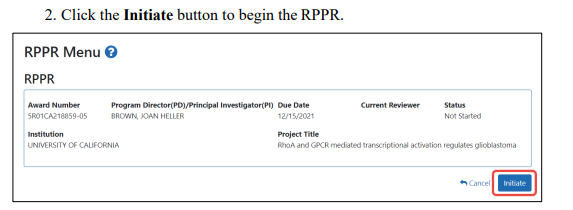 2. Click the Initiate button to begin the RPPR.
RPPR Menu ?
RPPR
Award Number Program Director(PD)/Principal Investigator(PI) Due Date Current Reviewer Status
5R01CA218859-05 BROWN, JOAN HELLER 12/15/2021 Not Started
Institution Project Title
UNIVERSITY OF CALIFORNIA RhoA and GPCR mediated transcriptional activation regulates glioblastoma
Cancel Initiate